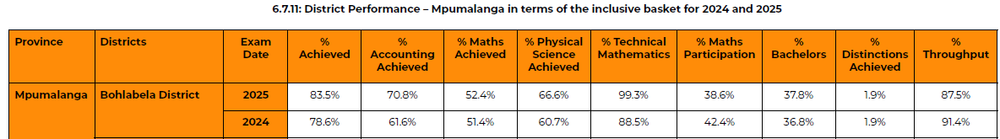 6.7.11: District Performance – Mpumalanga in terms of the inclusive basket for 2024 and 2025
Province Districts Exam Date % Achieved % Accounting Achieved % Maths Achieved % Physical Science Achieved % Technical Mathematics % Maths Participation % Bachelors % Distinctions Achieved % Throughput
Mpumalanga Bohlabela District 2025 83.5% 70.8% 52.4% 66.6% 99.3% 38.6% 37.8% 1.9% 87.5%
2024 78.6% 61.6% 51.4% 60.7% 88.5% 42.4% 36.8% 1.9% 91.4%